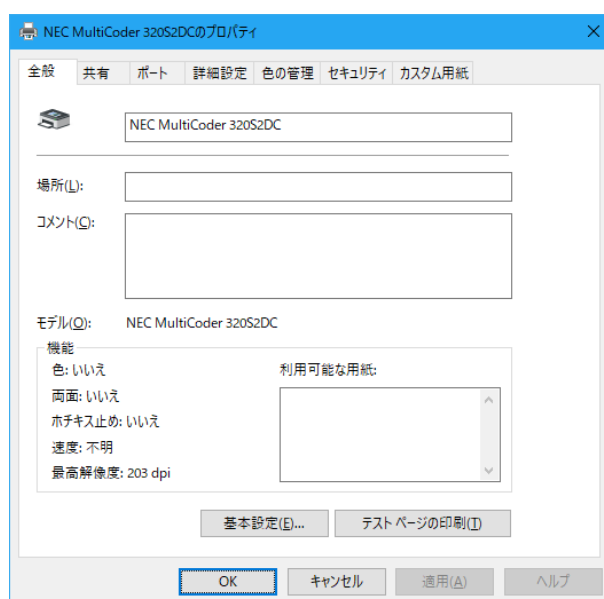 NEC MultiCoder 320S2DCのプロパティ
全般 共有 ポート 詳細設定 色の管理 セキュリティ カスタム用紙
NEC MultiCoder 320S2DC
場所(L):
コメント(C):
モデル(O): NEC MultiCoder 320S2DC
機能
色: いいえ 利用可能な用紙:
両面: いいえ
ホチキス止め: いいえ
速度: 不明
最高解像度: 203 dpi
基本設定(E)... テスト ページの印刷(T)
OK キャンセル 適用(A) ヘルプ